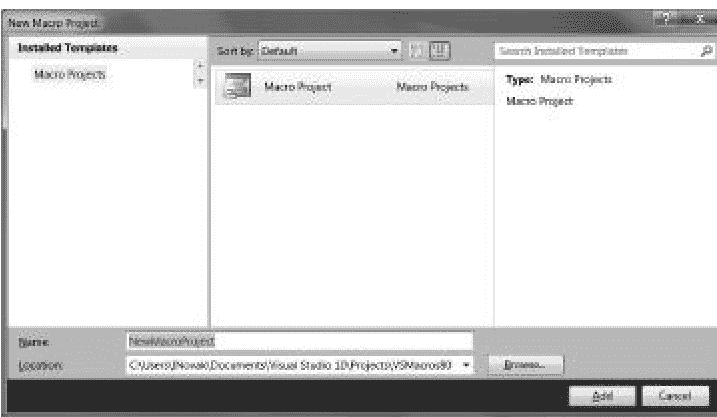 New Macro Project
Installed Templates
Macro Projects
Sort by: Default
Search Installed Templates
Macro Project
Macro Projects
Type: Macro Projects
Macro Project
Name:
NewMacroProject
Location:
C:\Users\JNowak\Documents\Visual Studio 10\Projects\VSMacros80
Browse...
Add
Cancel